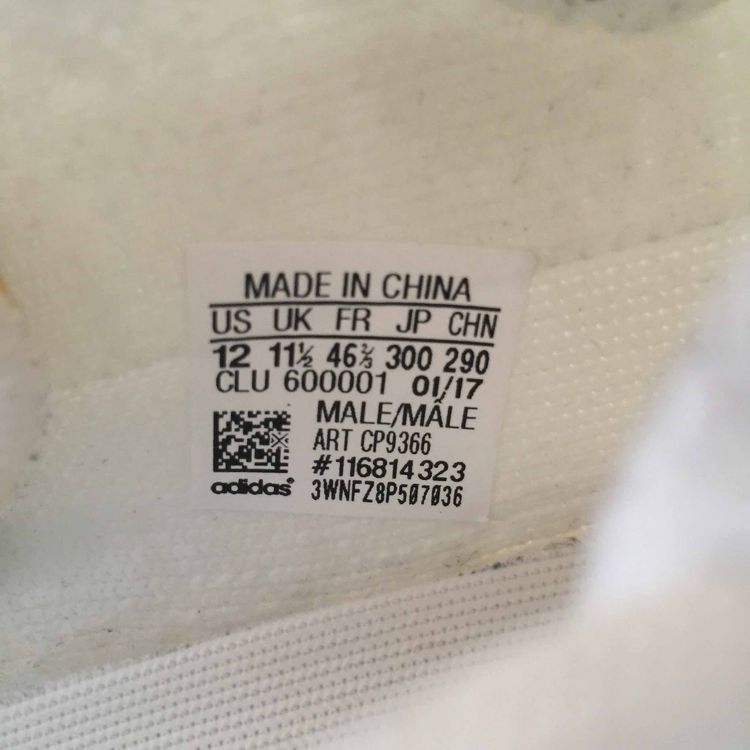 MADE IN CHINA
US UK FR JP CHN
12 11½ 46⅔ 300 290
CLU 600001 01/17
MALE/MÂLE
ART CP9366
#116814323
adidas® 3WNFZ8P507036